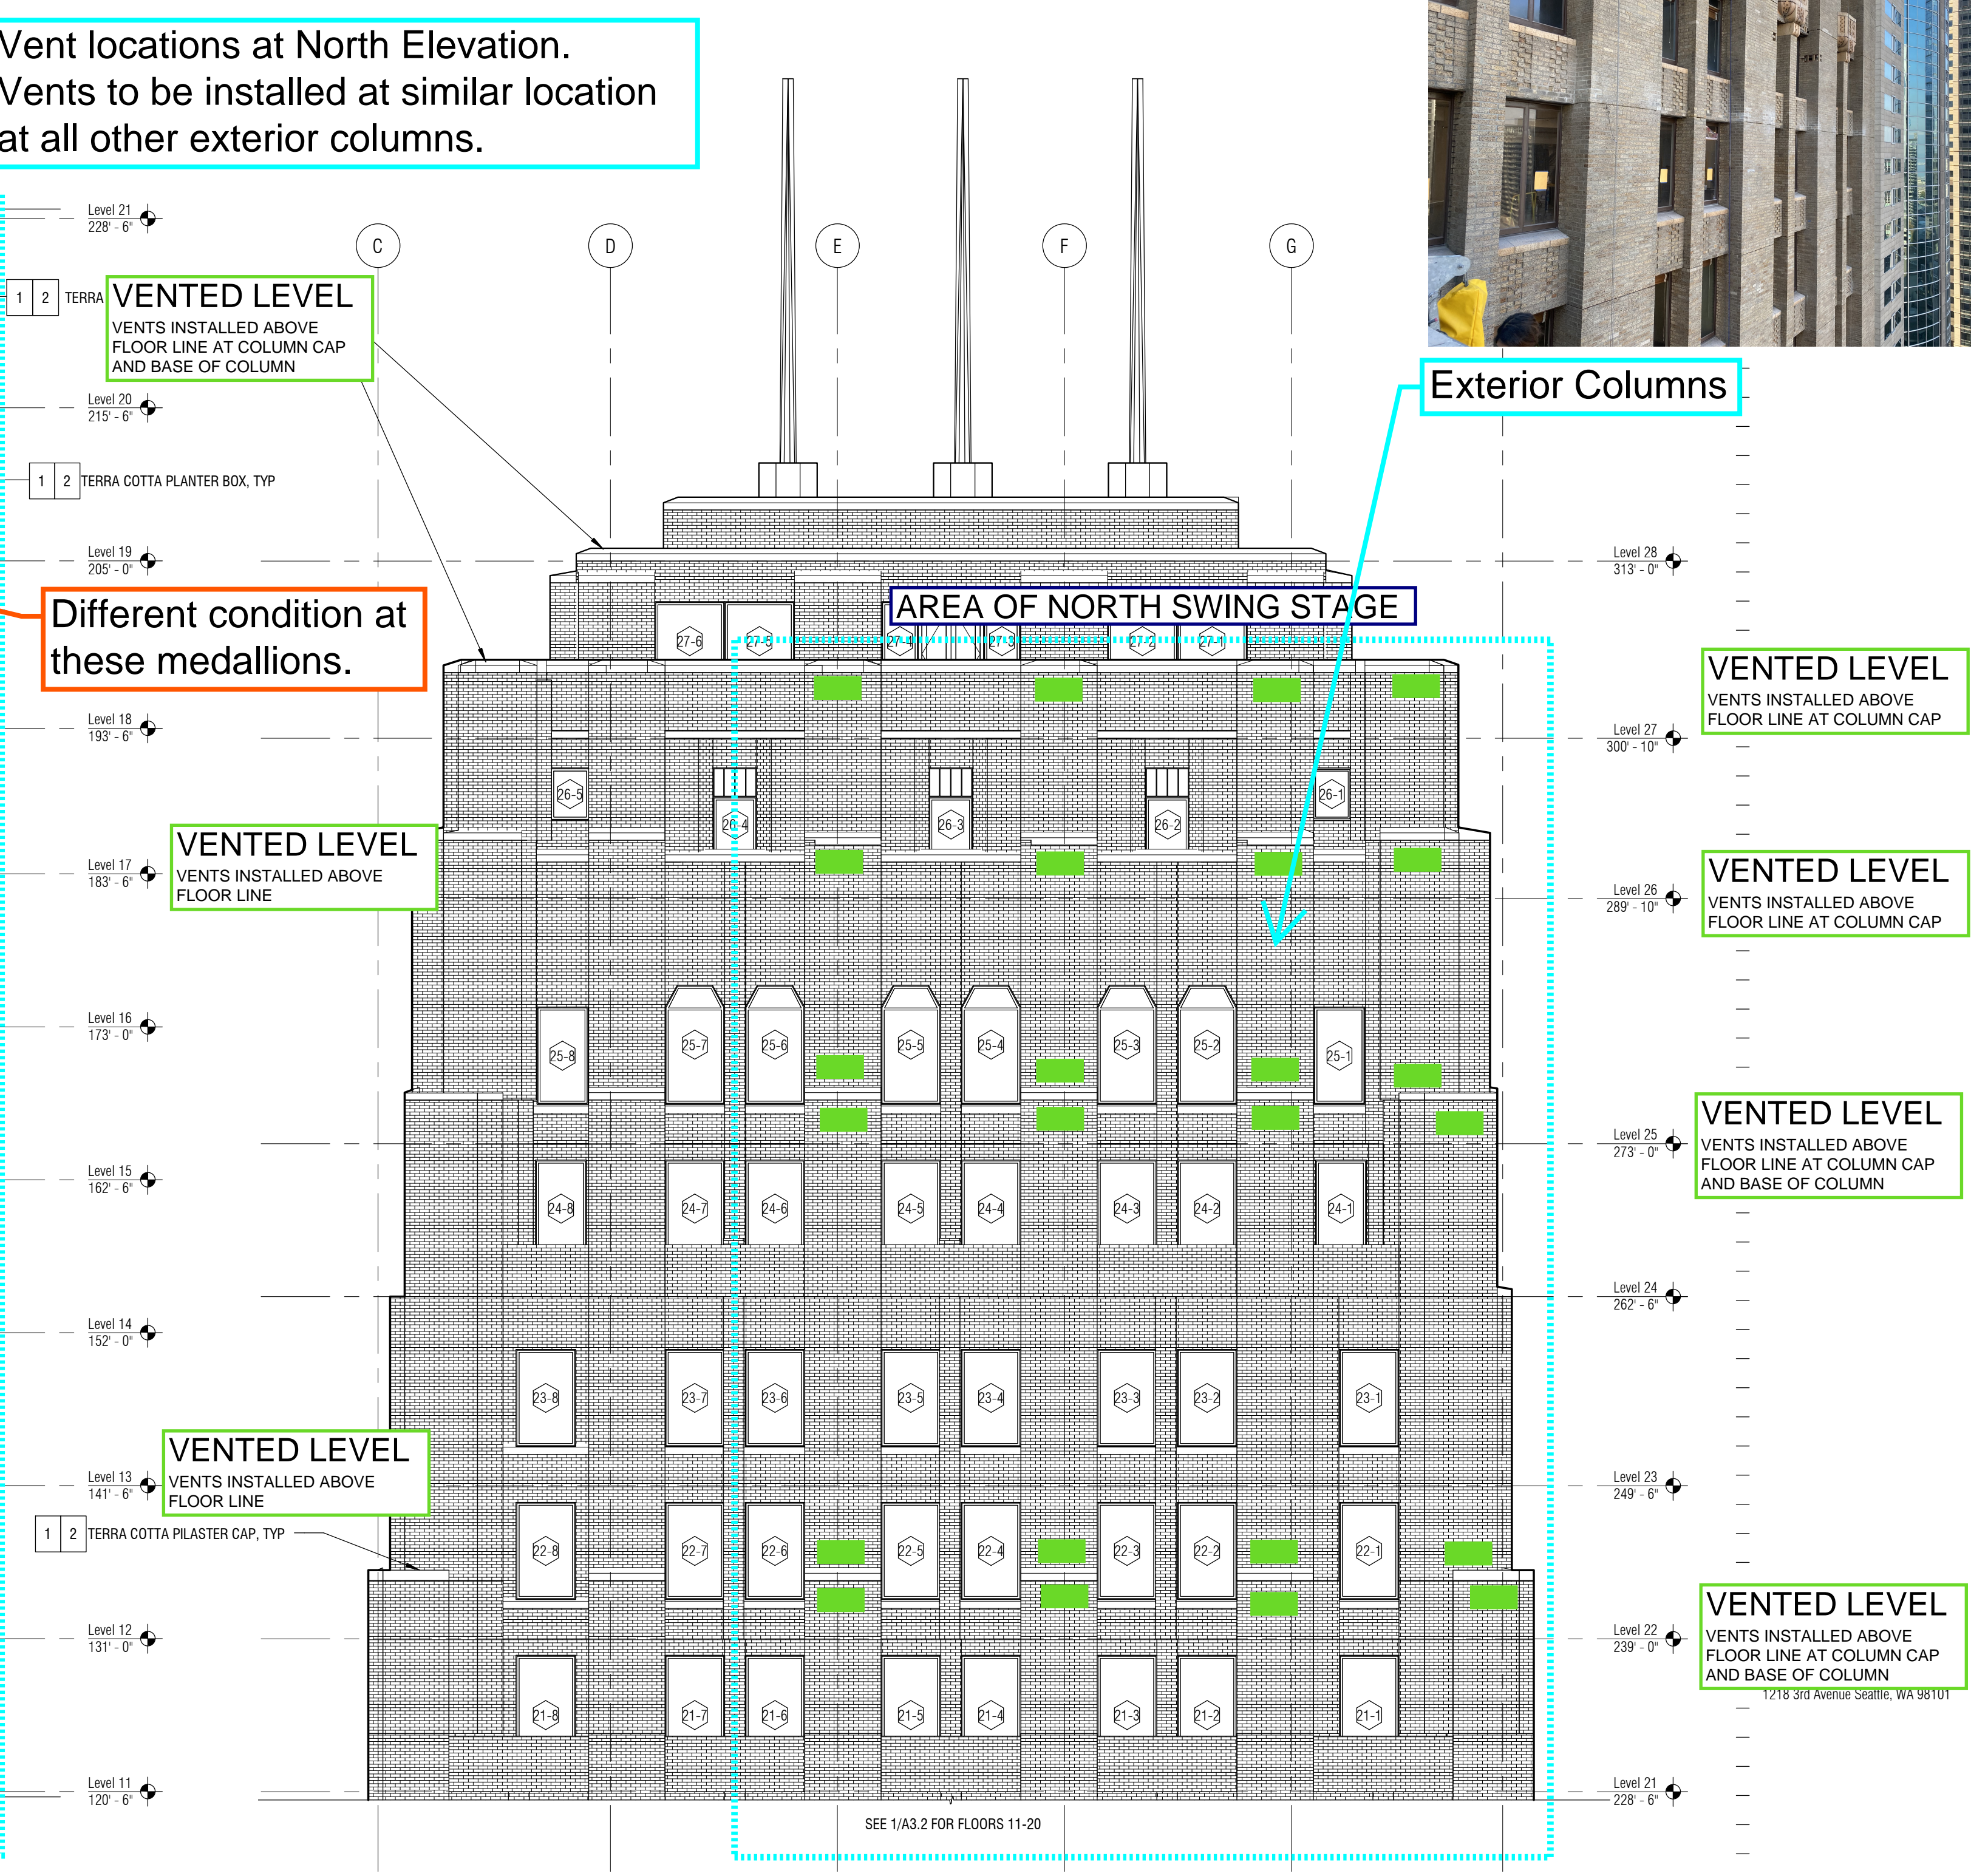 Vent locations at North Elevation.
Vents to be installed at similar location
at all other exterior columns.
Level 21
228' - 6"
C
D
E
F
G
1 2 TERRA
VENTED LEVEL
VENTS INSTALLED ABOVE
FLOOR LINE AT COLUMN CAP
AND BASE OF COLUMN
Exterior Columns
Level 20
215' - 6"
1 2 TERRA COTTA PLANTER BOX, TYP
Level 19
205' - 0"
Level 28
313' - 0"
Different condition at
these medallions.
AREA OF NORTH SWING STAGE
27-6
27-5
27-4
27-3
27-2
27-1
VENTED LEVEL
VENTS INSTALLED ABOVE
FLOOR LINE AT COLUMN CAP
Level 18
193' - 6"
Level 27
300' - 10"
26-5
26-4
26-3
26-2
26-1
VENTED LEVEL
VENTS INSTALLED ABOVE
FLOOR LINE
Level 17
183' - 6"
VENTED LEVEL
VENTS INSTALLED ABOVE
FLOOR LINE AT COLUMN CAP
Level 26
289' - 10"
Level 16
173' - 0"
25-8
25-7
25-6
25-5
25-4
25-3
25-2
25-1
VENTED LEVEL
VENTS INSTALLED ABOVE
FLOOR LINE AT COLUMN CAP
AND BASE OF COLUMN
Level 25
273' - 0"
Level 15
162' - 6"
24-8
24-7
24-6
24-5
24-4
24-3
24-2
24-1
Level 24
262' - 6"
Level 14
152' - 0"
23-8
23-7
23-6
23-5
23-4
23-3
23-2
23-1
VENTED LEVEL
VENTS INSTALLED ABOVE
FLOOR LINE
Level 13
141' - 6"
Level 23
249' - 6"
1 2 TERRA COTTA PILASTER CAP, TYP
22-8
22-7
22-6
22-5
22-4
22-3
22-2
22-1
VENTED LEVEL
VENTS INSTALLED ABOVE
FLOOR LINE AT COLUMN CAP
AND BASE OF COLUMN
Level 12
131' - 0"
Level 22
239' - 0"
1218 3rd Avenue Seattle, WA 98101
21-8
21-7
21-6
21-5
21-4
21-3
21-2
21-1
Level 11
120' - 6"
Level 21
228' - 6"
SEE 1/A3.2 FOR FLOORS 11-20